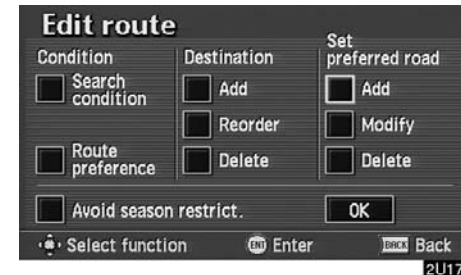 Edit route
Condition
Search
condition
Route
preference
Destination
Add
Reorder
Delete
Set
preferred road
Add
Modify
Delete
Avoid season restrict.
OK
Select function
ENT Enter
BACK Back
2U17